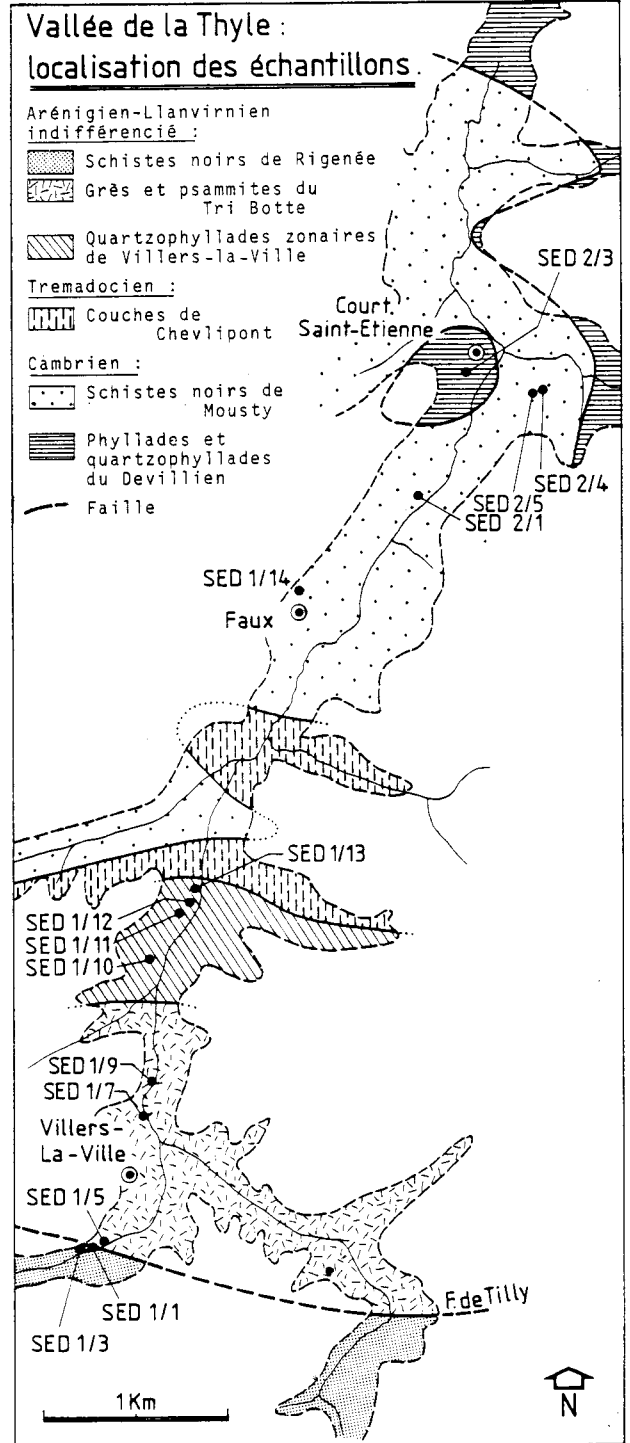 Vallée de la Thyle :
localisation des échantillons.
Arénigien-Llanvirnien
indifférencié :
Schistes noirs de Rigenée
Grès et psammites du
Tri Botte
Quartzophyllades zonaires
de Villers-la-Ville
Tremadocien :
Couches de
Chevlipont
Cambrien :
Schistes noirs de
Mousty
Phyllades et
quartzophyllades
du Devillien
Faille
SED 2/3
Court
Saint-Etienne
SED 2/4
SED 2/5
SED 2/1
SED 1/14
Faux
SED 1/13
SED 1/12
SED 1/11
SED 1/10
SED 1/9
SED 1/7
Villers-
La-Ville
SED 1/5
SED 1/1
SED 1/3
F. de Tilly
1 Km
N